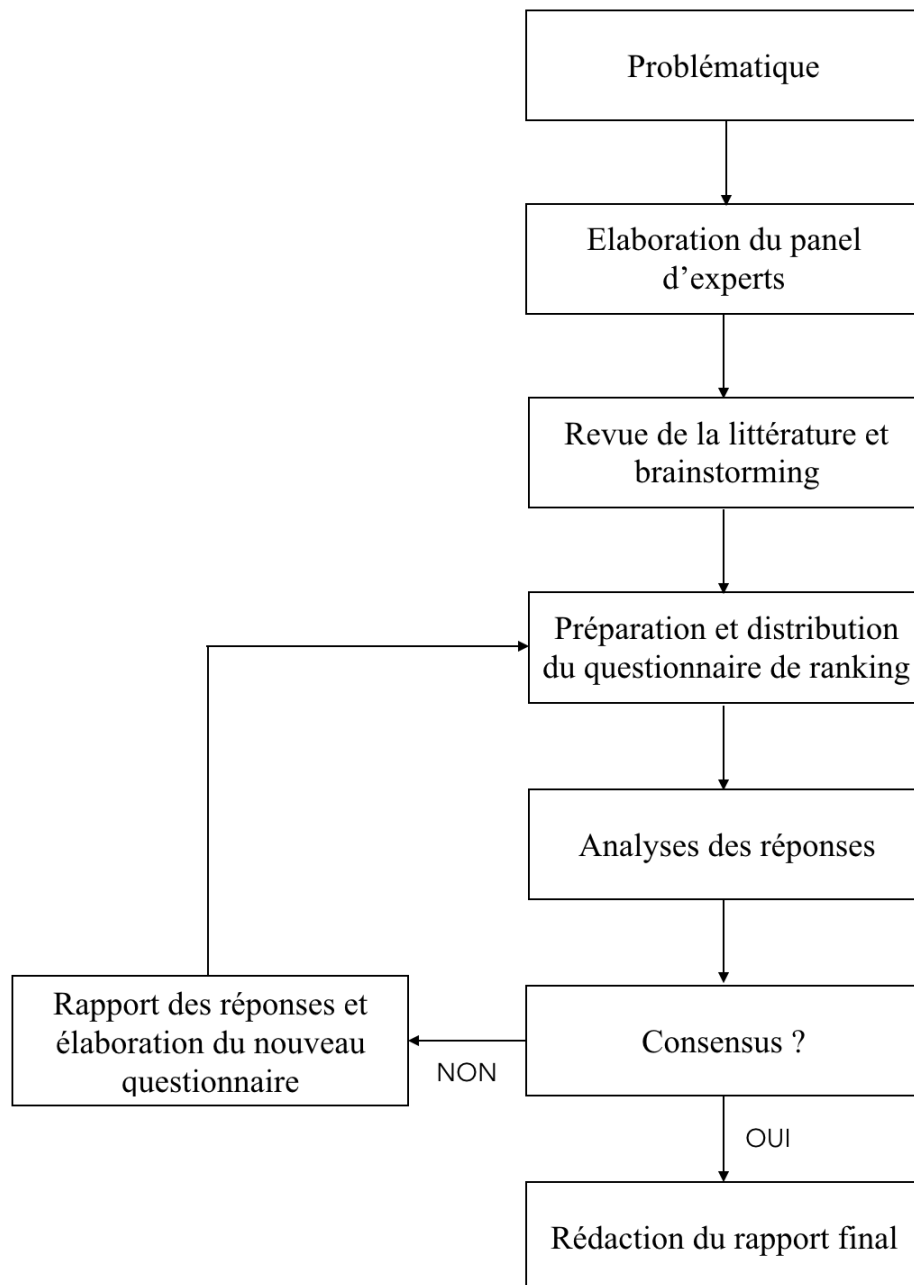 Problématique
Elaboration du panel
d’experts
Revue de la littérature et
brainstorming
Préparation et distribution
du questionnaire de ranking
Analyses des réponses
Consensus ?
Rapport des réponses et
élaboration du nouveau
questionnaire
NON
OUI
Rédaction du rapport final